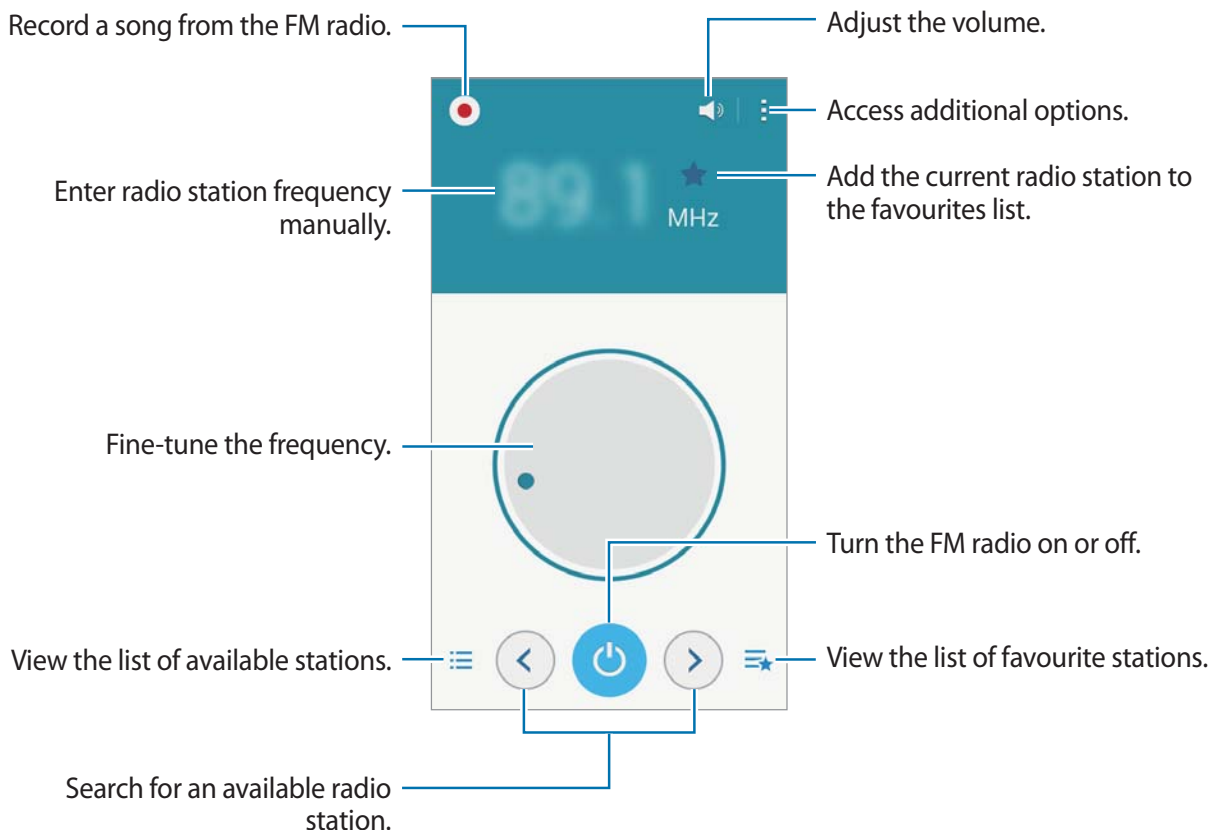 Record a song from the FM radio.
Adjust the volume.
Access additional options.
Enter radio station frequency
manually.
89.1
MHz
Add the current radio station to
the favourites list.
Fine-tune the frequency.
Turn the FM radio on or off.
View the list of available stations.
View the list of favourite stations.
Search for an available radio
station.